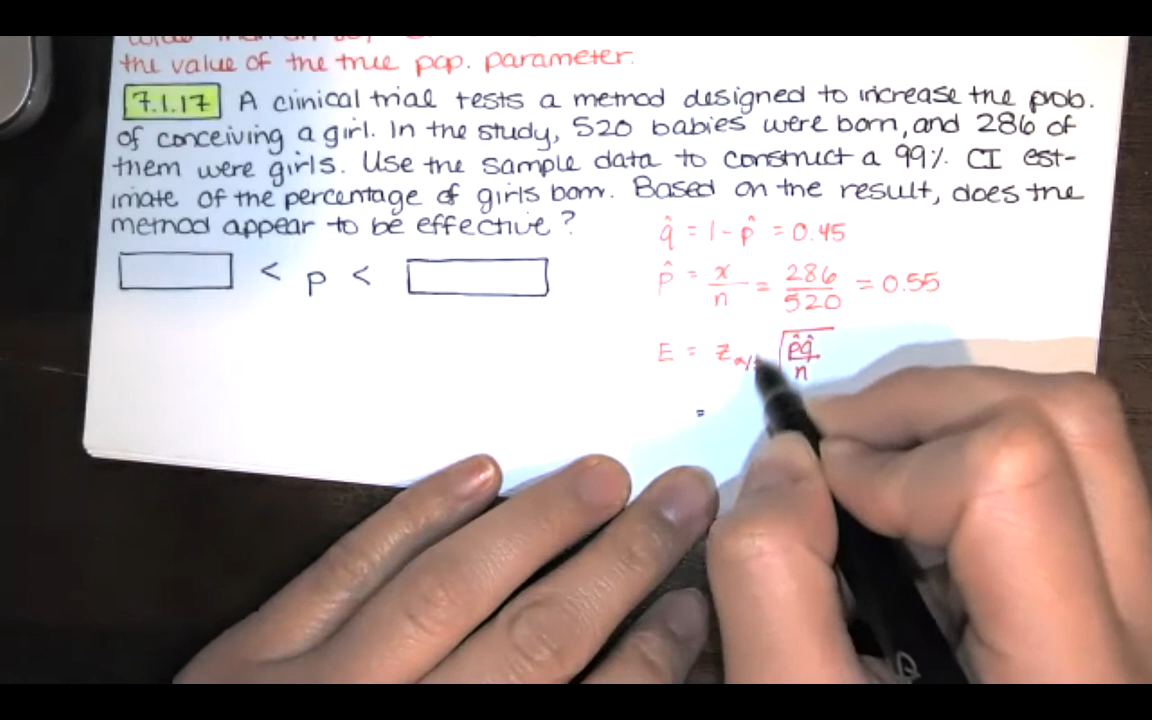 the value of the true pop. parameter.
7.1.17 A clinical trial tests a method designed to increase the prob.
of conceiving a girl. In the study, 520 babies were born, and 286 of
them were girls. Use the sample data to construct a 99% CI est-
imate of the percentage of girls born. Based on the result, does the
method appear to be effective?
q̂ = 1 - p̂ = 0.45
< p <
p̂ = x/n = 286/520 = 0.55
E = z √(p̂q̂/n)
=